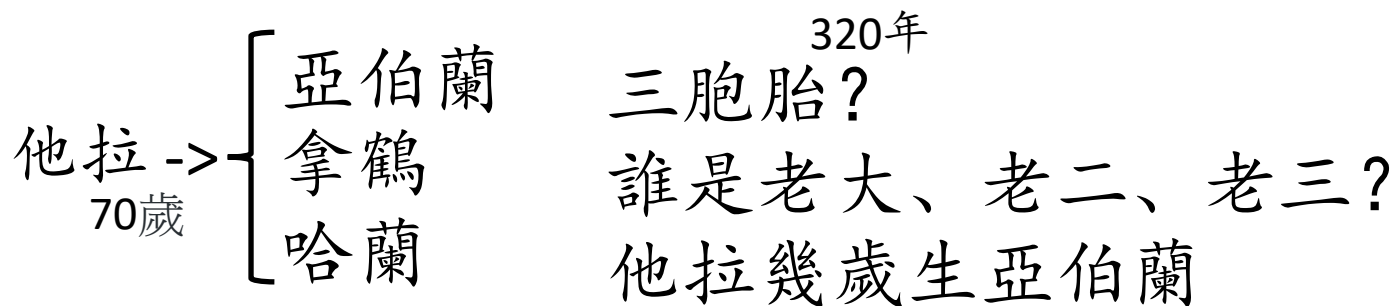 320年
亞伯蘭
三胞胎？
他拉 ->
拿鶴
誰是老大、老二、老三？
70歲
哈蘭
他拉幾歲生亞伯蘭